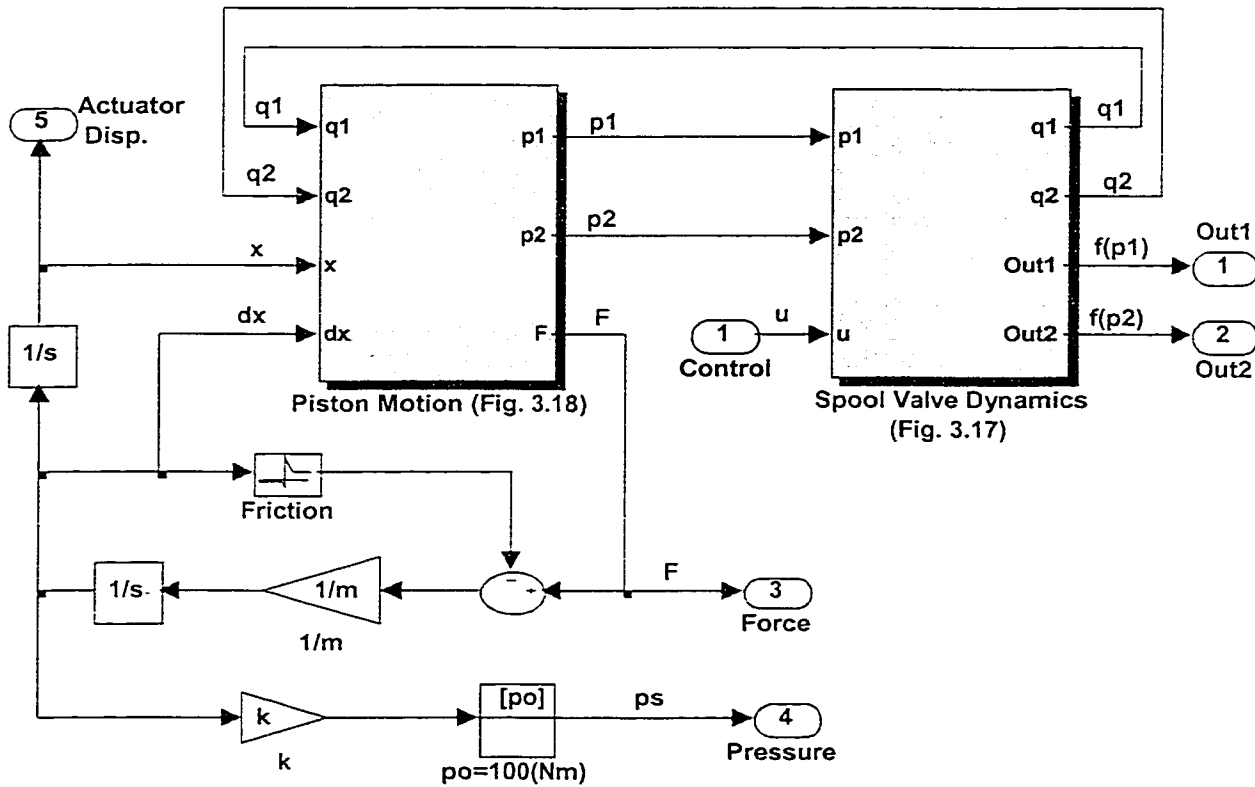 5
Actuator
Disp.
q1
q1
p1
p1
p1
q1
q1
q2
q2
q2
q2
p2
p2
p2
x
x
Out1
f(p1)
Out1
1
dx
dx
F
F
1
u
u
Control
Out2
f(p2)
2
Out2
1/s
Piston Motion (Fig. 3.18)
Spool Valve Dynamics
(Fig. 3.17)
Friction
1/s
1/m
1/m
-
+
F
3
Force
k
k
[po]
po=100(Nm)
ps
4
Pressure